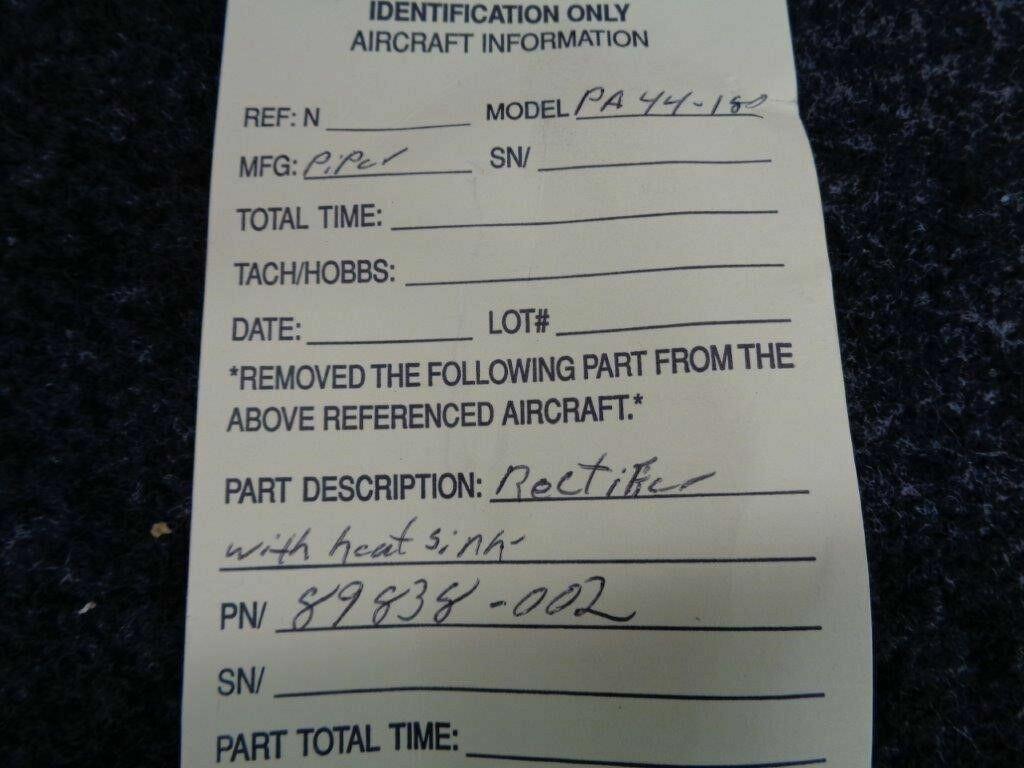 IDENTIFICATION ONLY
AIRCRAFT INFORMATION
REF: N MODEL PA 44-180
MFG: Piper SN/
TOTAL TIME:
TACH/HOBBS:
DATE: LOT#
*REMOVED THE FOLLOWING PART FROM THE
ABOVE REFERENCED AIRCRAFT.*
PART DESCRIPTION: Rectifier
with heat sink
PN/ 89838-002
SN/
PART TOTAL TIME: